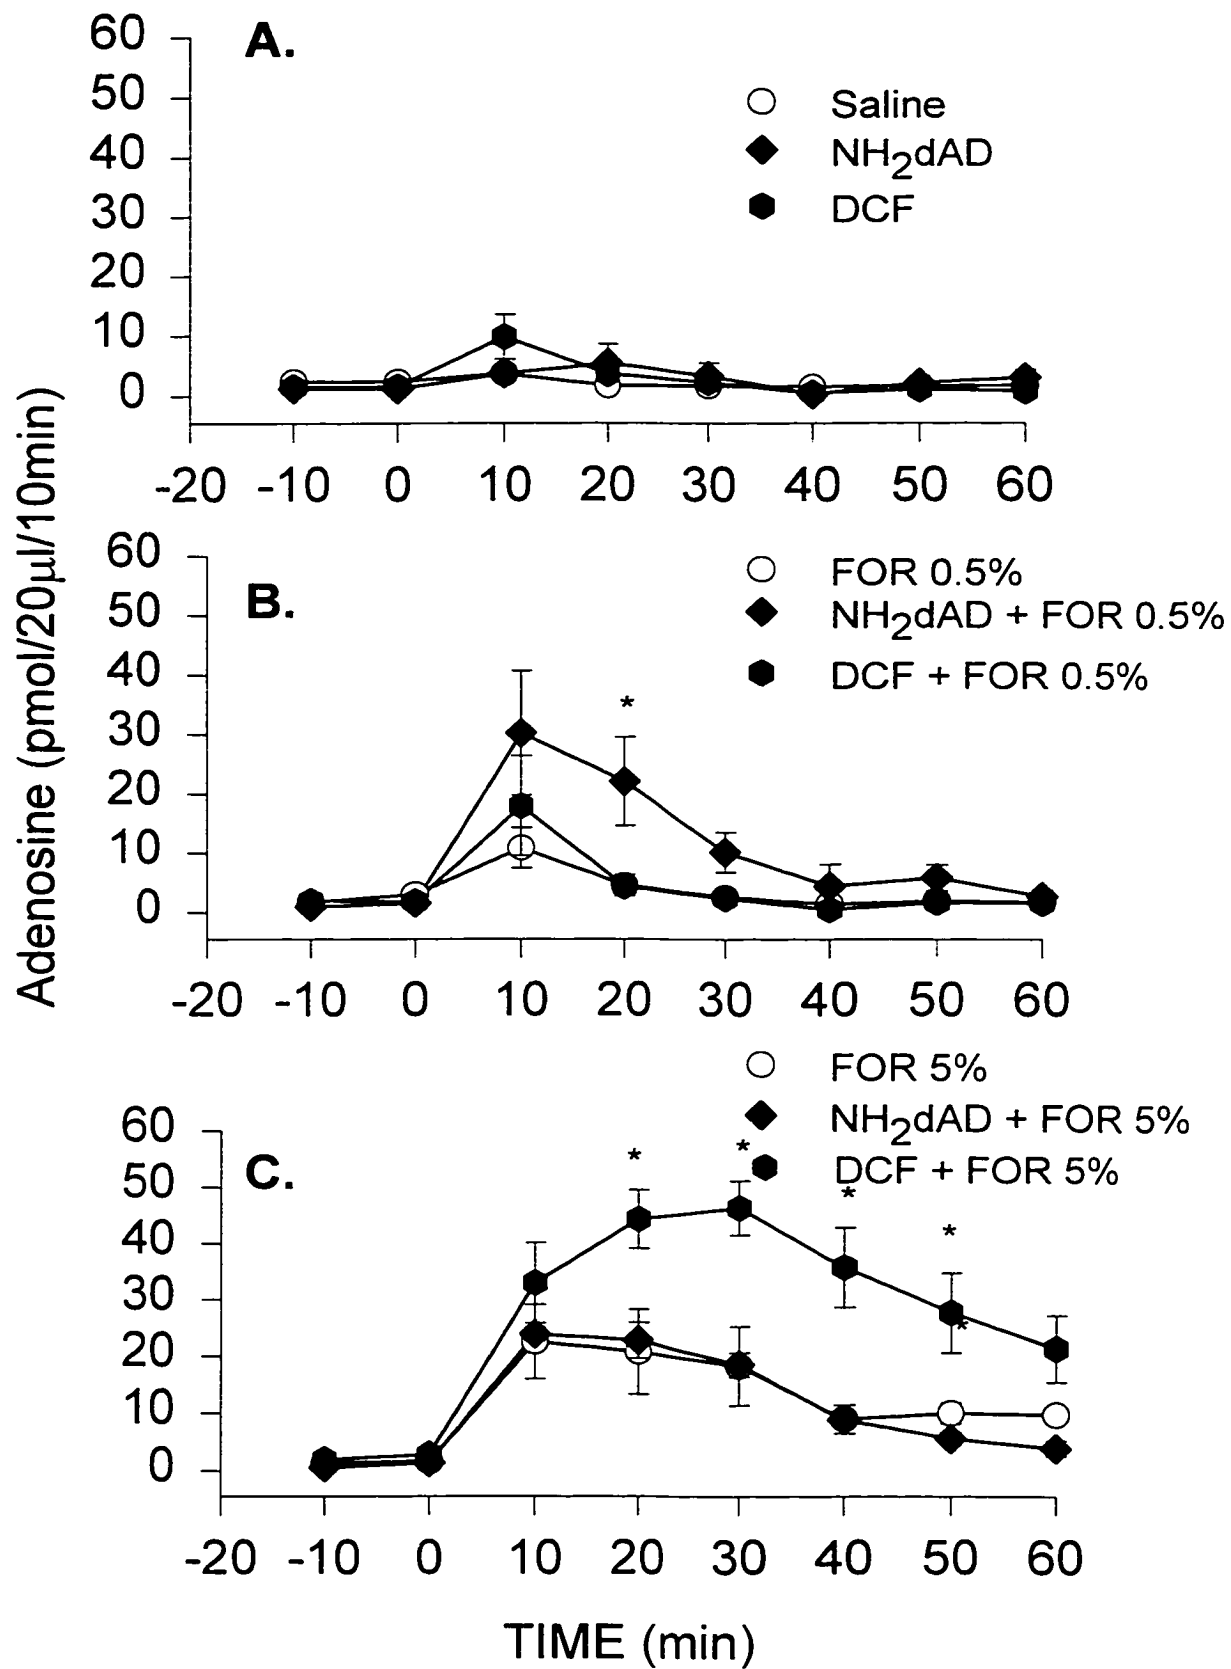 A.
60
50
40
30
20
10
0
Saline
NH2dAD
DCF
-20 -10 0 10 20 30 40 50 60
Adenosine (pmol/20µl/10min)
B.
60
50
40
30
20
10
0
FOR 0.5%
NH2dAD + FOR 0.5%
DCF + FOR 0.5%
*
-20 -10 0 10 20 30 40 50 60
FOR 5%
NH2dAD + FOR 5%
DCF + FOR 5%
C.
60
50
40
30
20
10
0
* * * * *
-20 -10 0 10 20 30 40 50 60
TIME (min)